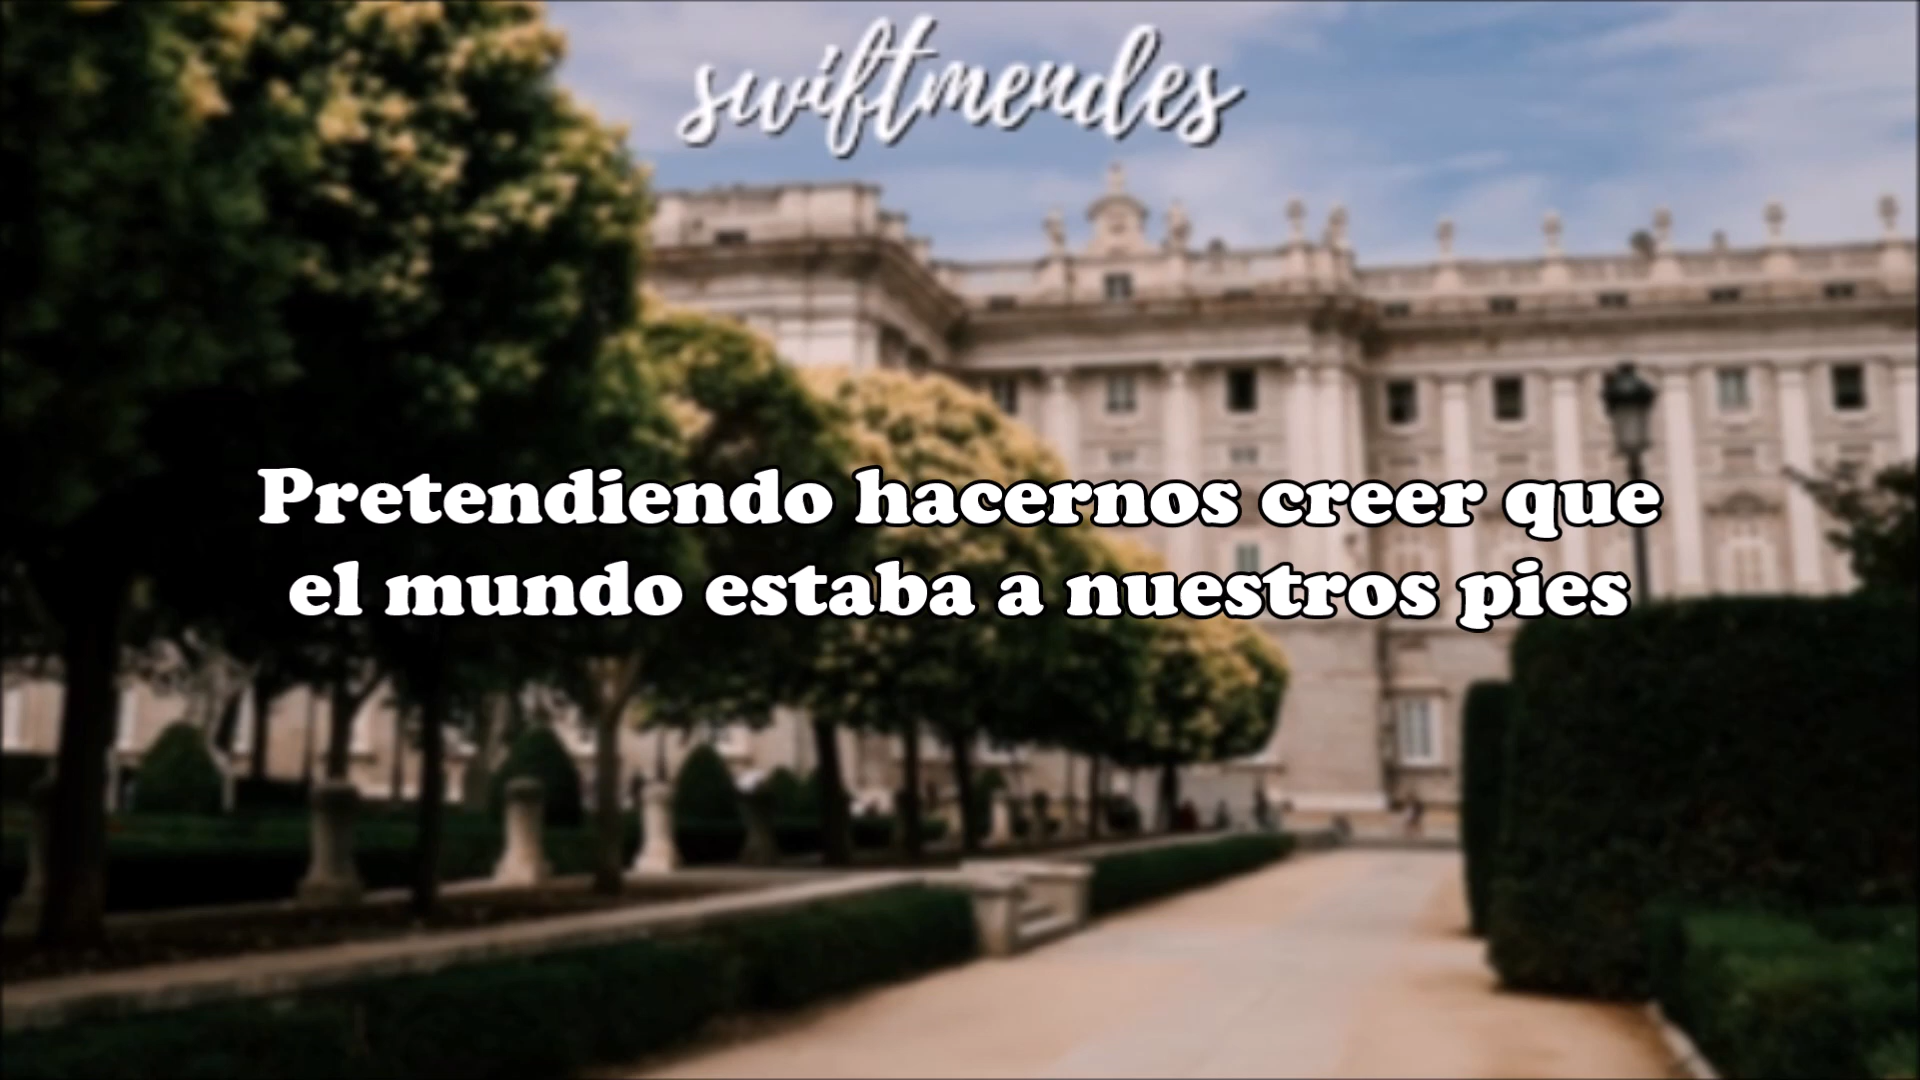 swiftmendes
Pretendiendo hacernos creer que
el mundo estaba a nuestros pies